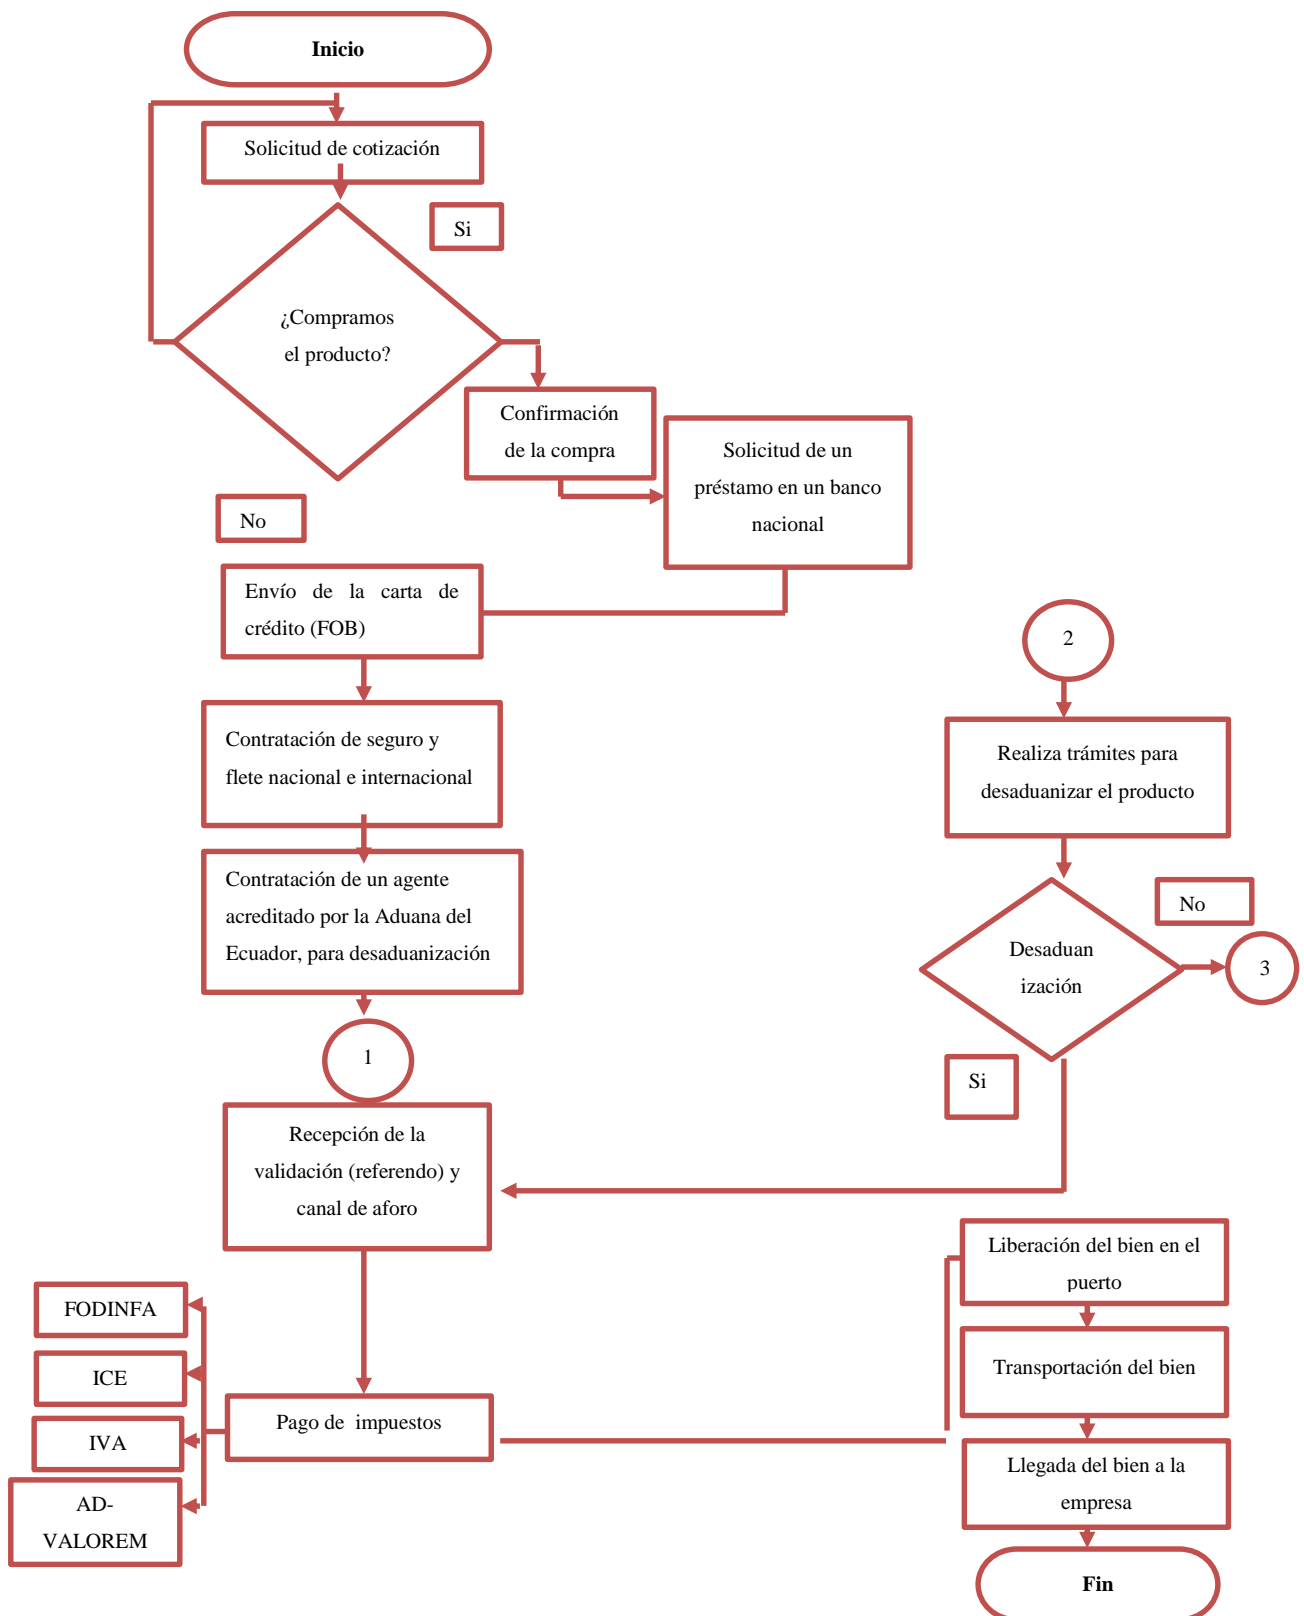 Inicio
Solicitud de cotización
Si
¿Compramos
el producto?
Confirmación
de la compra
Solicitud de un
préstamo en un banco
nacional
No
Envío de la carta de
crédito (FOB)
Contratación de seguro y
flete nacional e internacional
Contratación de un agente
acreditado por la Aduana del
Ecuador, para desaduanización
1
Recepción de la
validación (referendo) y
canal de aforo
Pago de impuestos
FODINFA
ICE
IVA
AD-
VALOREM
2
Realiza trámites para
desaduanizar el producto
No
Desaduan
ización
3
Si
Liberación del bien en el
puerto
Transportación del bien
Llegada del bien a la
empresa
Fin